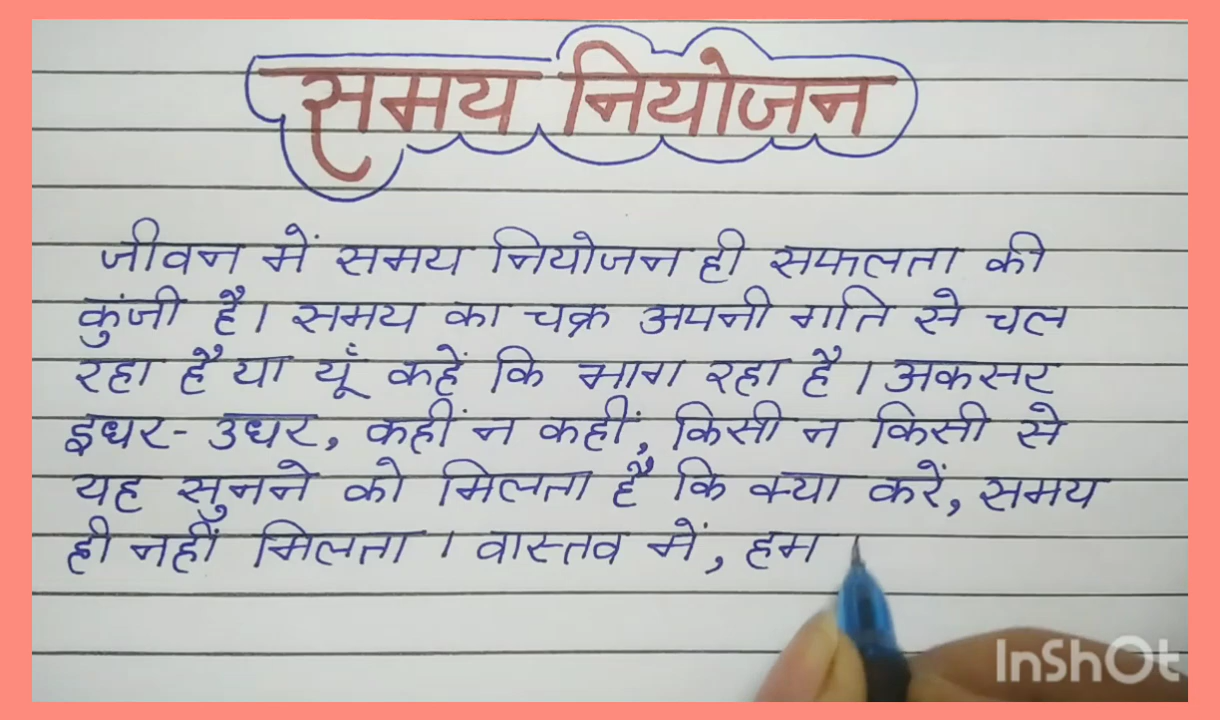 समय नियोजन
जीवन में समय नियोजन ही सफलता की
कुंजी है। समय का चक्र अपनी गति से चल
रहा है या यूँ कहें कि भाग रहा है। अकसर
इधर- उधर, कहीं न कहीं, किसी न किसी से
यह सुनने को मिलता है कि क्या करें, समय
ही नहीं मिलता । वास्तव में, हम
InShOt